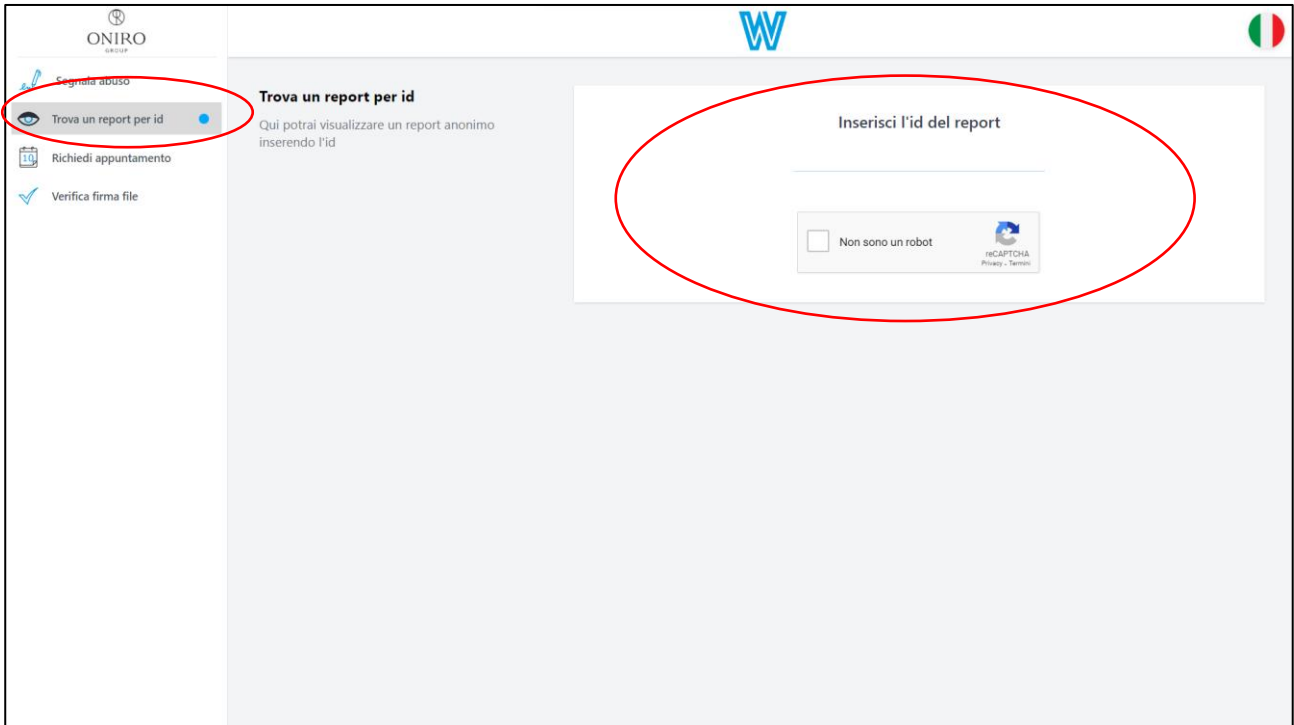 ONIRO
GROUP
W
Segnala abuso
Trova un report per id
10
Richiedi appuntamento
Verifica firma file
Trova un report per id
Qui potrai visualizzare un report anonimo
inserendo l'id
Inserisci l'id del report
Non sono un robot
reCAPTCHA
Privacy - Termini